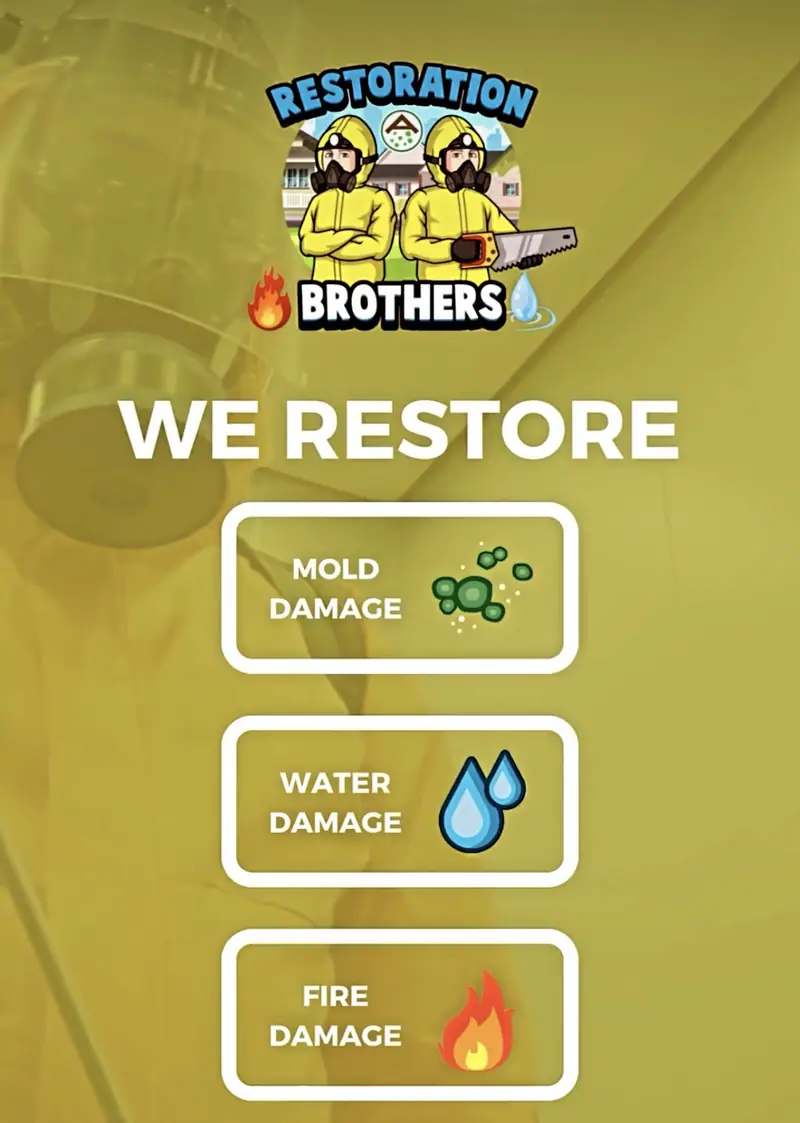 RESTORATION
BROTHERS
WE RESTORE
MOLD
DAMAGE
WATER
DAMAGE
FIRE
DAMAGE